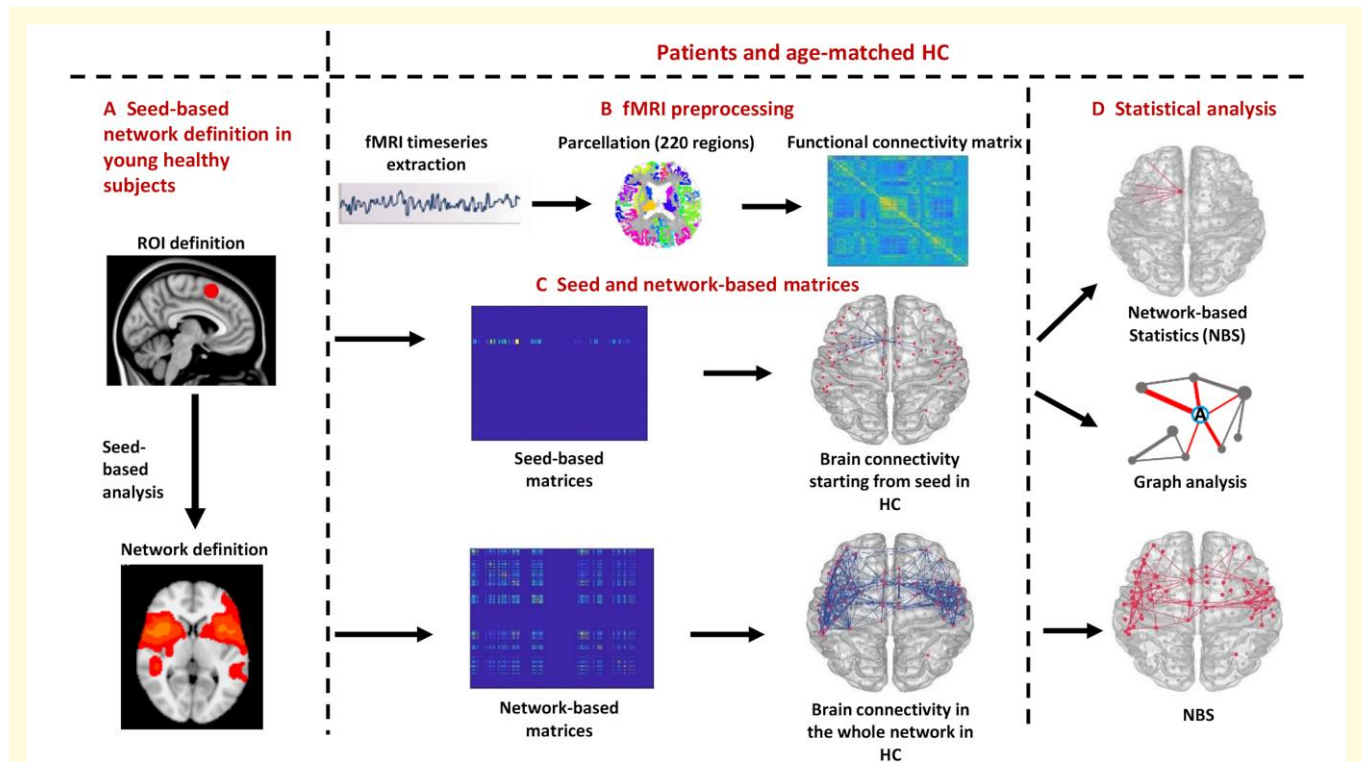 Patients and age-matched HC
A Seed-based
network definition in
young healthy
subjects
ROI definition
Seed-
based
analysis
Network definition
B fMRI preprocessing
fMRI timeseries
extraction
Parcellation (220 regions)
Functional connectivity matrix
C Seed and network-based matrices
Seed-based
matrices
Brain connectivity
starting from seed in
HC
Network-based
matrices
Brain connectivity in
the whole network in
HC
D Statistical analysis
Network-based
Statistics (NBS)
A
Graph analysis
NBS